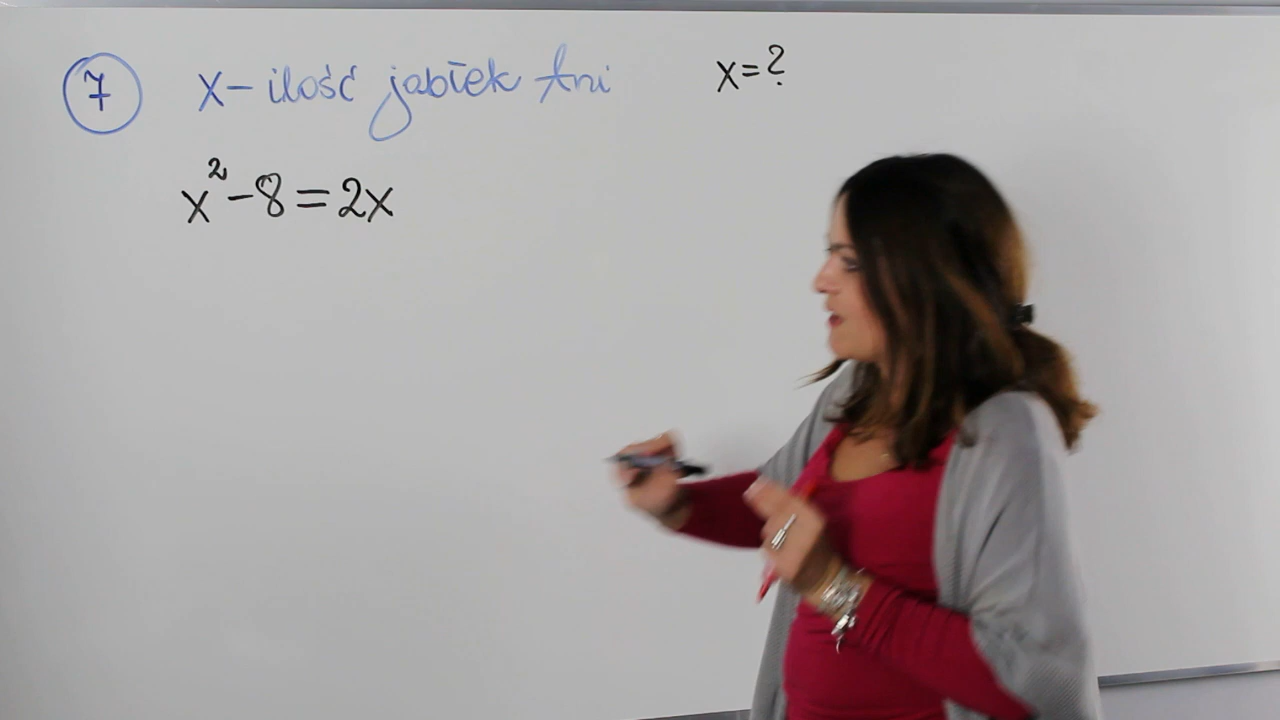 7 x – ilość jabłek Ani x = ?
x² – 8 = 2x